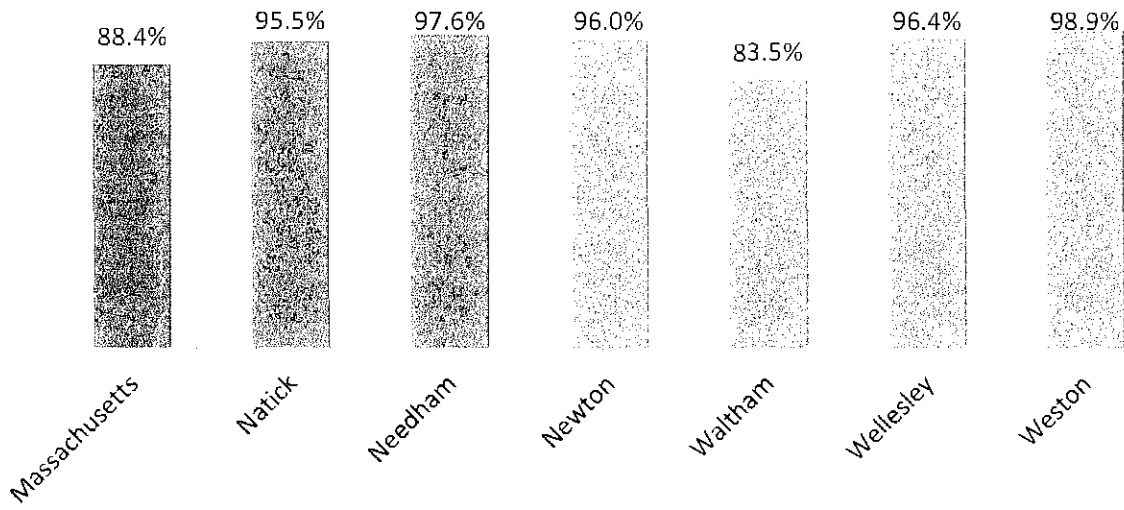 88.4%
95.5%
97.6%
96.0%
83.5%
96.4%
98.9%
Massachusetts
Natick
Needham
Newton
Waltham
Wellesley
Weston